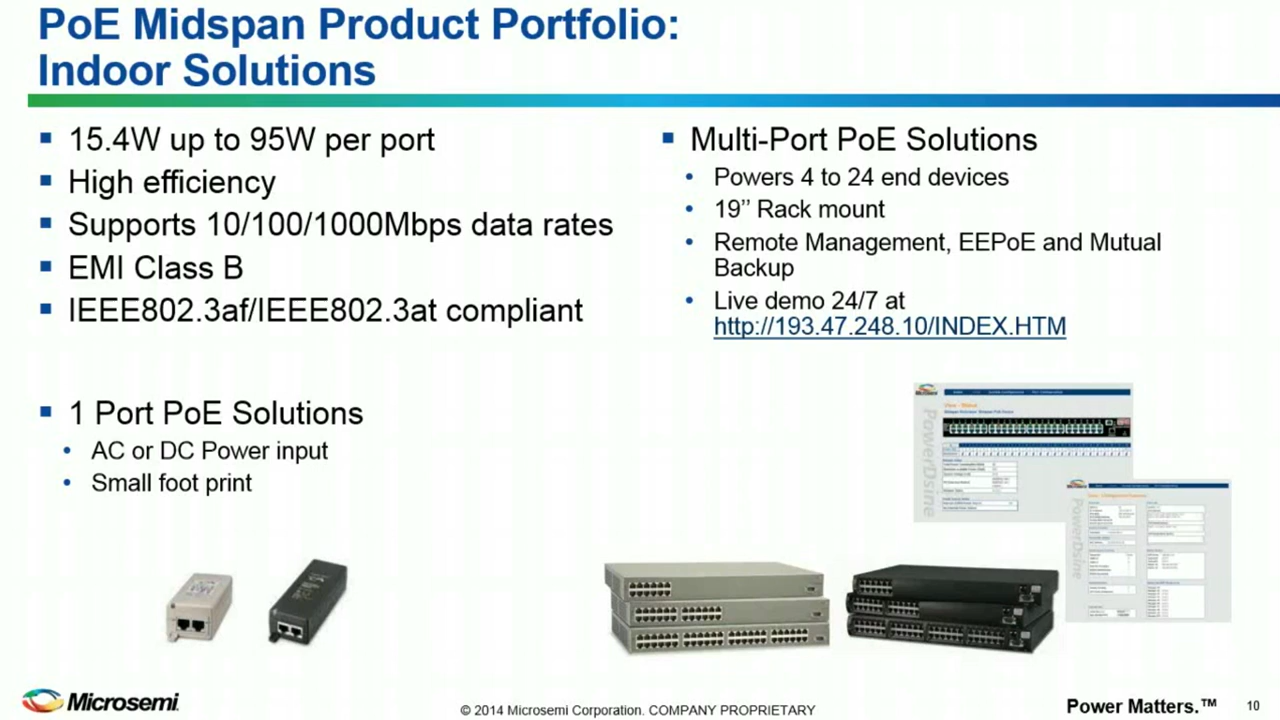 PoE Midspan Product Portfolio:
Indoor Solutions
▪ 15.4W up to 95W per port
▪ High efficiency
▪ Supports 10/100/1000Mbps data rates
▪ EMI Class B
▪ IEEE802.3af/IEEE802.3at compliant
▪ 1 Port PoE Solutions
• AC or DC Power input
• Small foot print
▪ Multi-Port PoE Solutions
• Powers 4 to 24 end devices
• 19’’ Rack mount
• Remote Management, EEPoE and Mutual
Backup
• Live demo 24/7 at
http://193.47.248.10/INDEX.HTM
PowerDsine
PowerDsine
Microsemi
© 2014 Microsemi Corporation. COMPANY PROPRIETARY
Power Matters.™
10